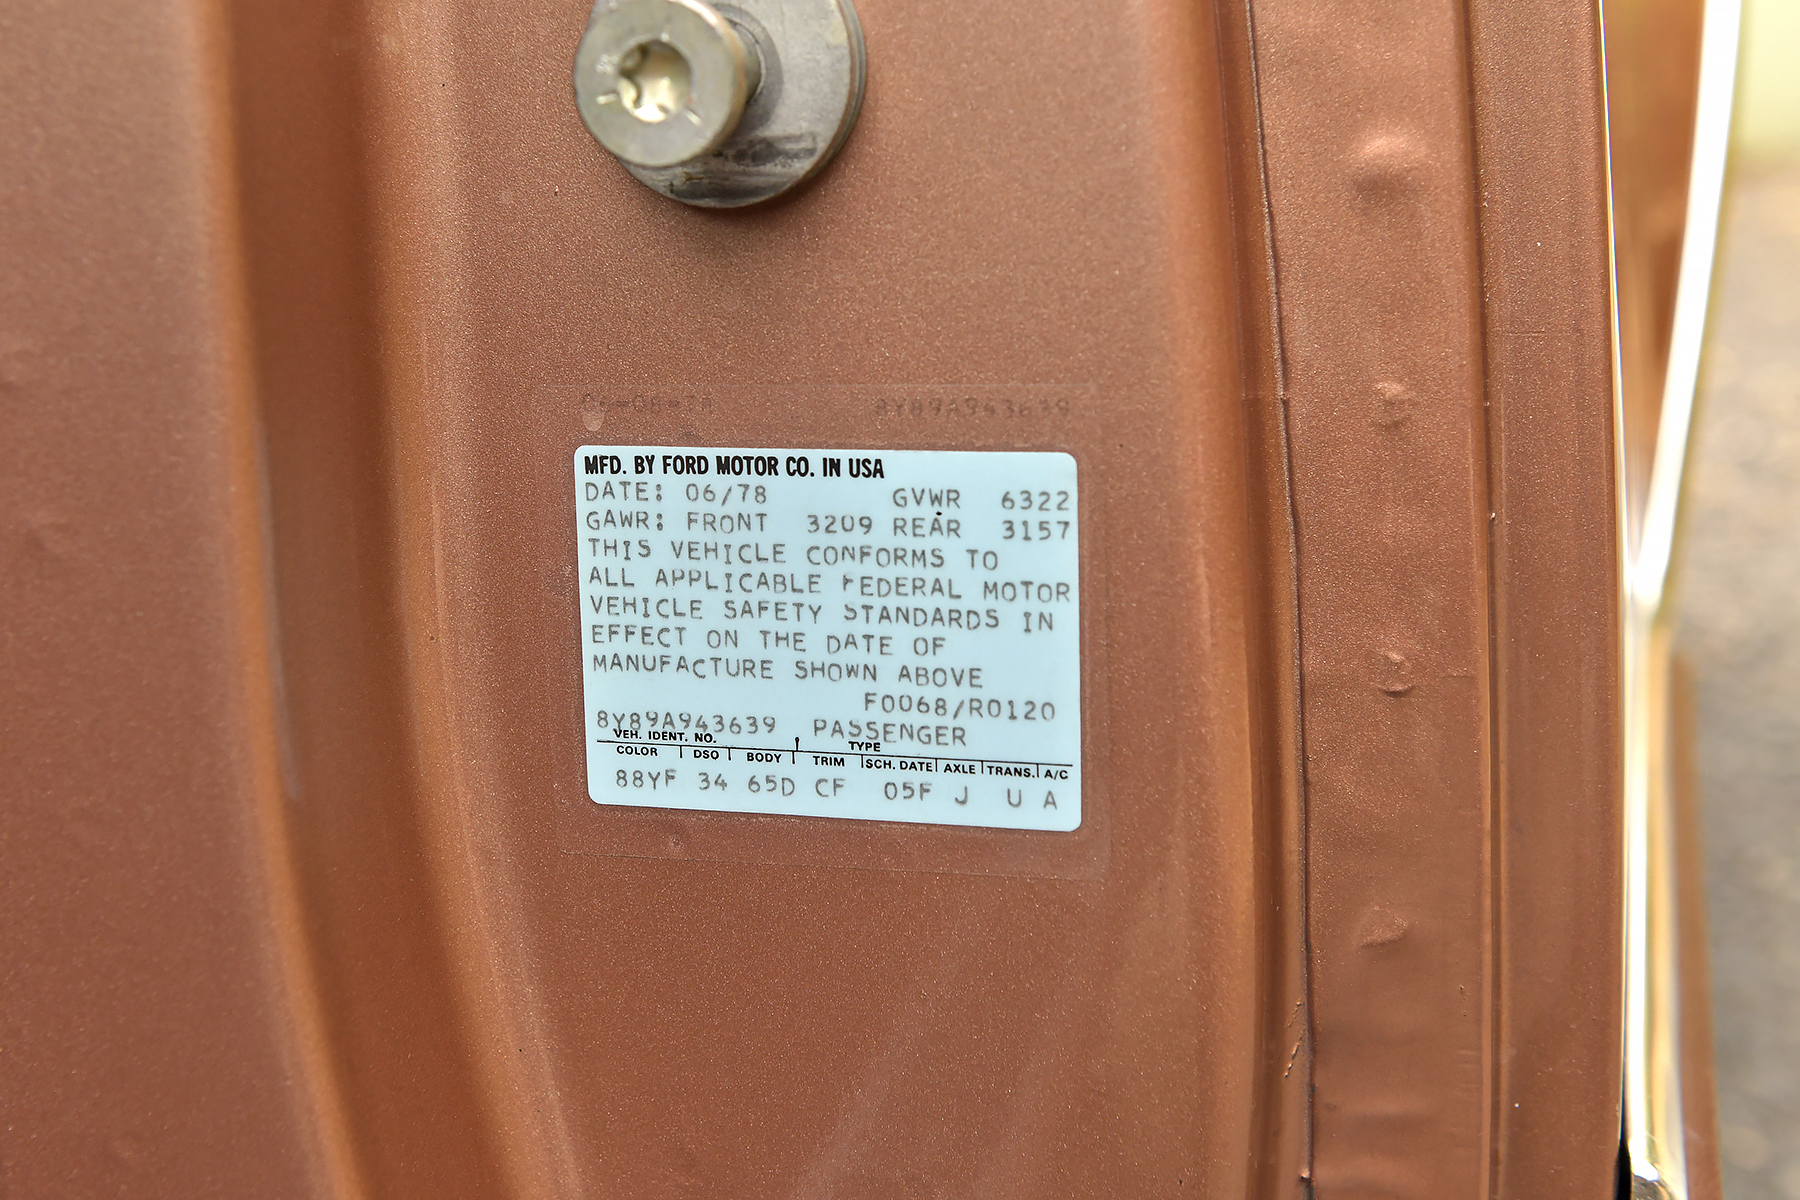 06-08-78 8Y89A943639
MFD. BY FORD MOTOR CO. IN USA
DATE: 06/78 GVWR 6322
GAWR: FRONT 3209 REAR 3157
THIS VEHICLE CONFORMS TO
ALL APPLICABLE FEDERAL MOTOR
VEHICLE SAFETY STANDARDS IN
EFFECT ON THE DATE OF
MANUFACTURE SHOWN ABOVE
F0068/R0120
8Y89A943639 PASSENGER
VEH. IDENT. NO. TYPE
COLOR DSO BODY TRIM SCH. DATE AXLE TRANS. A/C
88YF 34 65D CF 05F J U A